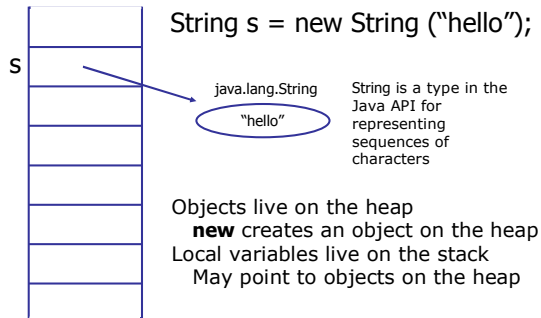 String s = new String (“hello”);
s
java.lang.String
“hello”
String is a type in the
Java API for
representing
sequences of
characters
Objects live on the heap
new creates an object on the heap
Local variables live on the stack
May point to objects on the heap